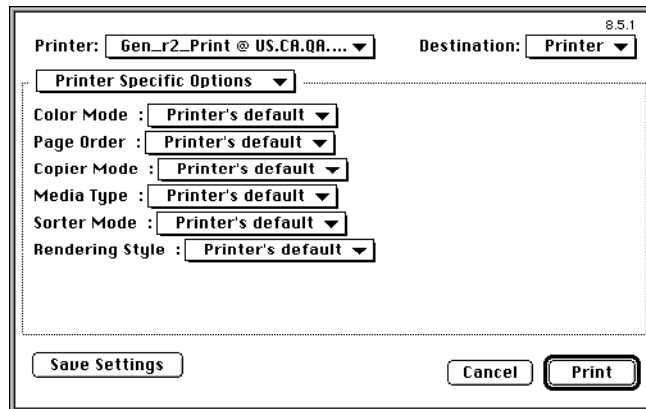 8.5.1
Printer: Gen_r2_Print @ US.CA.QA.... Destination: Printer
Printer Specific Options
Color Mode : Printer's default
Page Order : Printer's default
Copier Mode : Printer's default
Media Type : Printer's default
Sorter Mode : Printer's default
Rendering Style : Printer's default
Save Settings
Cancel Print